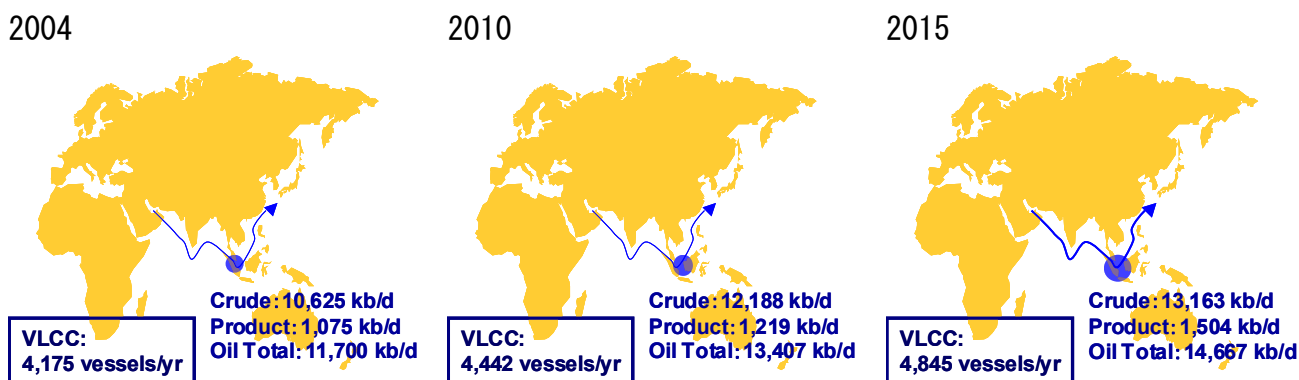 2004
Crude: 10,625 kb/d
Product: 1,075 kb/d
Oil Total: 11,700 kb/d
VLCC:
4,175 vessels/yr
2010
Crude: 12,188 kb/d
Product: 1,219 kb/d
Oil Total: 13,407 kb/d
VLCC:
4,442 vessels/yr
2015
Crude: 13,163 kb/d
Product: 1,504 kb/d
Oil Total: 14,667 kb/d
VLCC:
4,845 vessels/yr